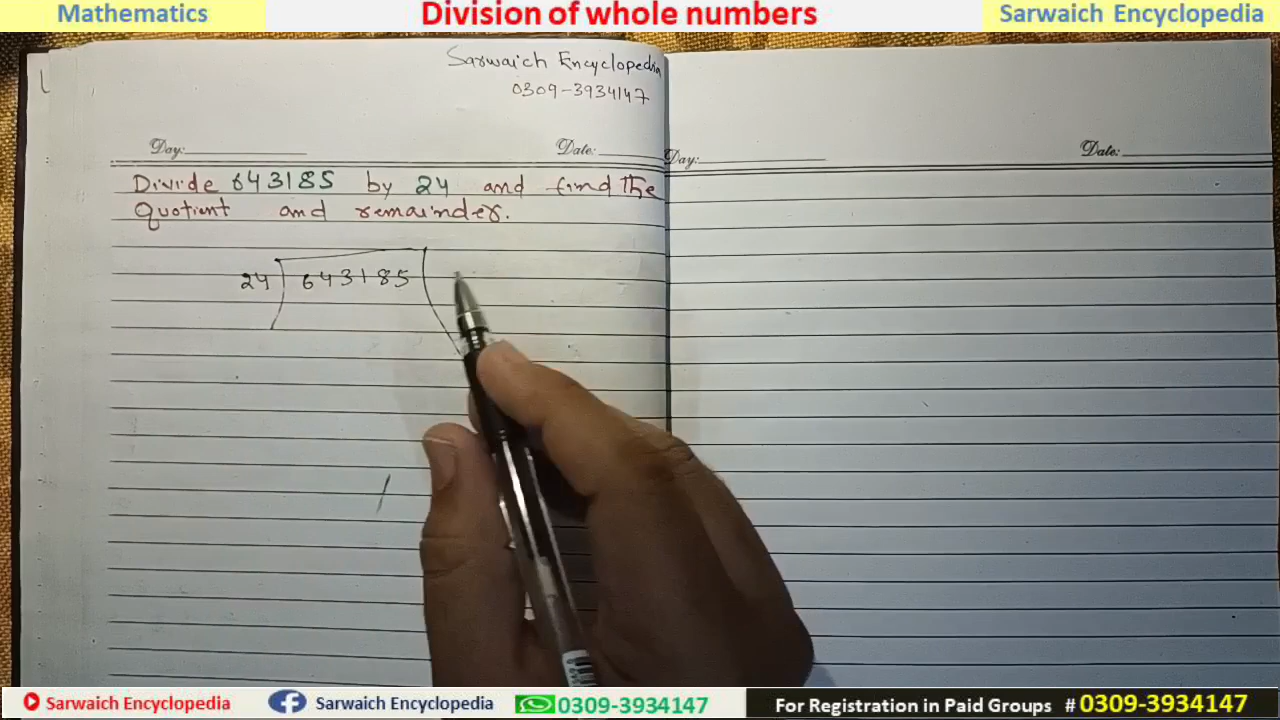 Mathematics
Division of whole numbers
Sarwaich Encyclopedia
Sarwaich Encyclopedia
0309-3934147
Day:
Date:
Day:
Date:
Divide 643185 by 24 and find the
Quotient and remainder.
24 643185
Sarwaich Encyclopedia
Sarwaich Encyclopedia
0309-3934147
For Registration in Paid Groups # 0309-3934147